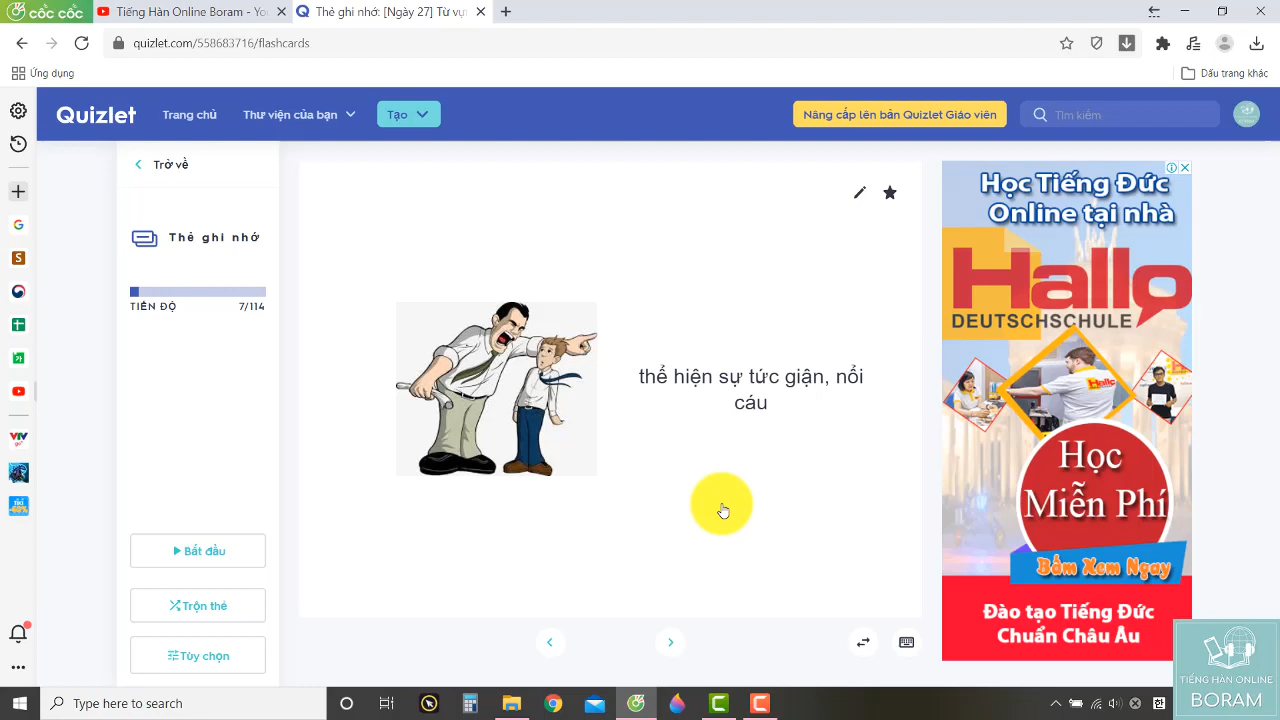 cốc cốc
Tiếng Hàn Online Boram - Yo
Thẻ ghi nhớ: [Ngày 27] Từ vự
quizlet.com/558683716/flashcards
Ứng dụng
Dấu trang khác
Quizlet
Trang chủ
Thư viện của bạn
Tạo
Nâng cấp lên bản Quizlet Giáo viên
Tìm kiếm
Trở về
Thẻ ghi nhớ
TIẾN ĐỘ
7/114
thể hiện sự tức giận, nổi
cáu
Bắt đầu
Trộn thẻ
Tùy chọn
Học Tiếng Đức
Online tại nhà
Hallo
DEUTSCHSCHULE
Học
Miễn Phí
Bấm Xem Ngay
Đào tạo Tiếng Đức
Chuẩn Châu Âu
TIẾNG HÀN ONLINE
BORAM
Type here to search